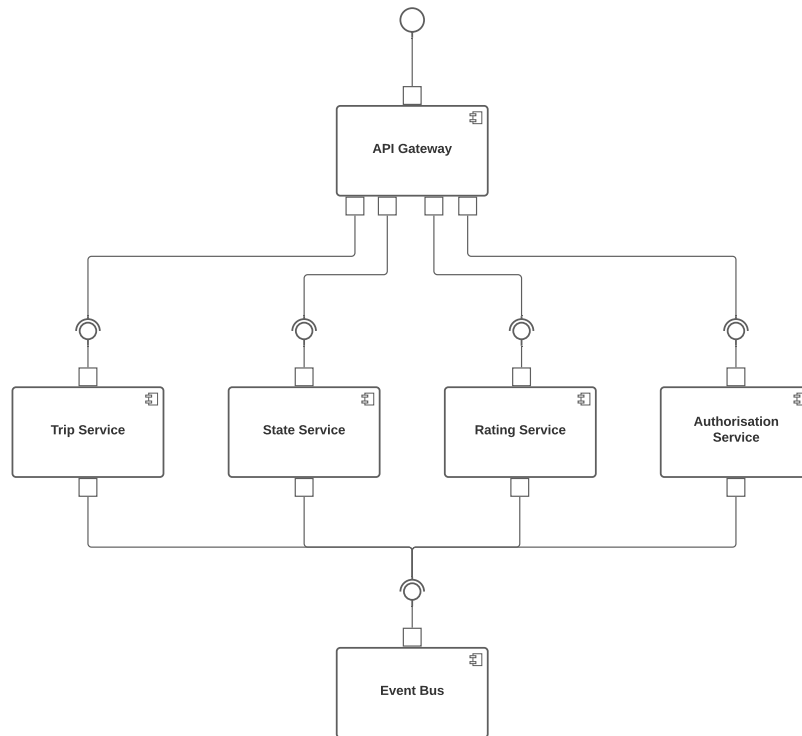 API Gateway
Trip Service
State Service
Rating Service
Authorisation
Service
Event Bus